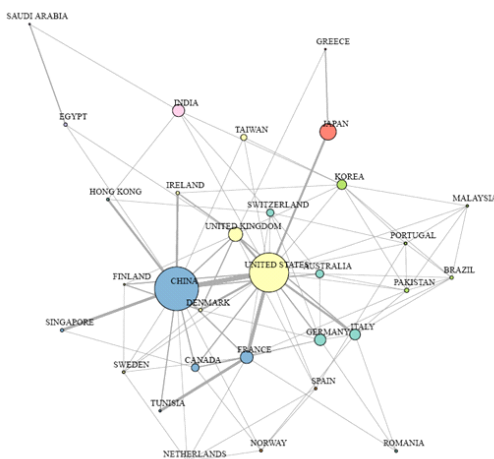 SAUDI ARABIA
GREECE
INDIA
EGYPT
JAPAN
TAIWAN
KOREA
IRELAND
HONG KONG
MALAYSIA
SWITZERLAND
UNITED KINGDOM
PORTUGAL
UNITED STATES
AUSTRALIA
BRAZIL
FINLAND
CHINA
PAKISTAN
DENMARK
SINGAPORE
GERMANY
ITALY
FRANCE
SWEDEN
CANADA
SPAIN
TUNISIA
NETHERLANDS
NORWAY
ROMANIA